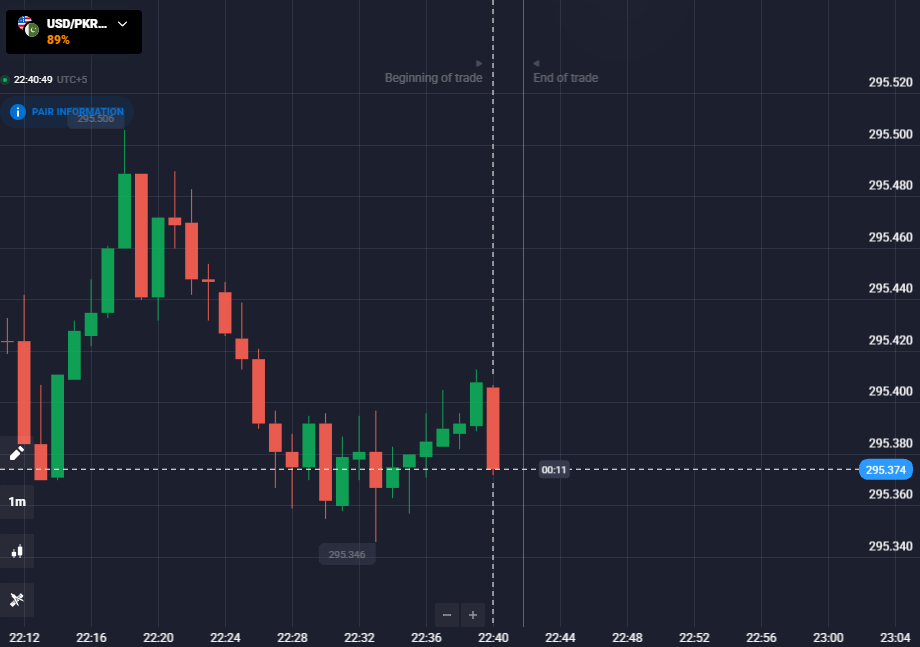 USD/PKR...
89%
22:40:49 UTC+5
PAIR INFORMATION
295.506
Beginning of trade
End of trade
295.520
295.500
295.480
295.460
295.440
295.420
295.400
295.380
00:11
295.374
295.360
1m
295.346
295.340
22:12 22:16 22:20 22:24 22:28 22:32 22:36 22:40 22:44 22:48 22:52 22:56 23:00 23:04